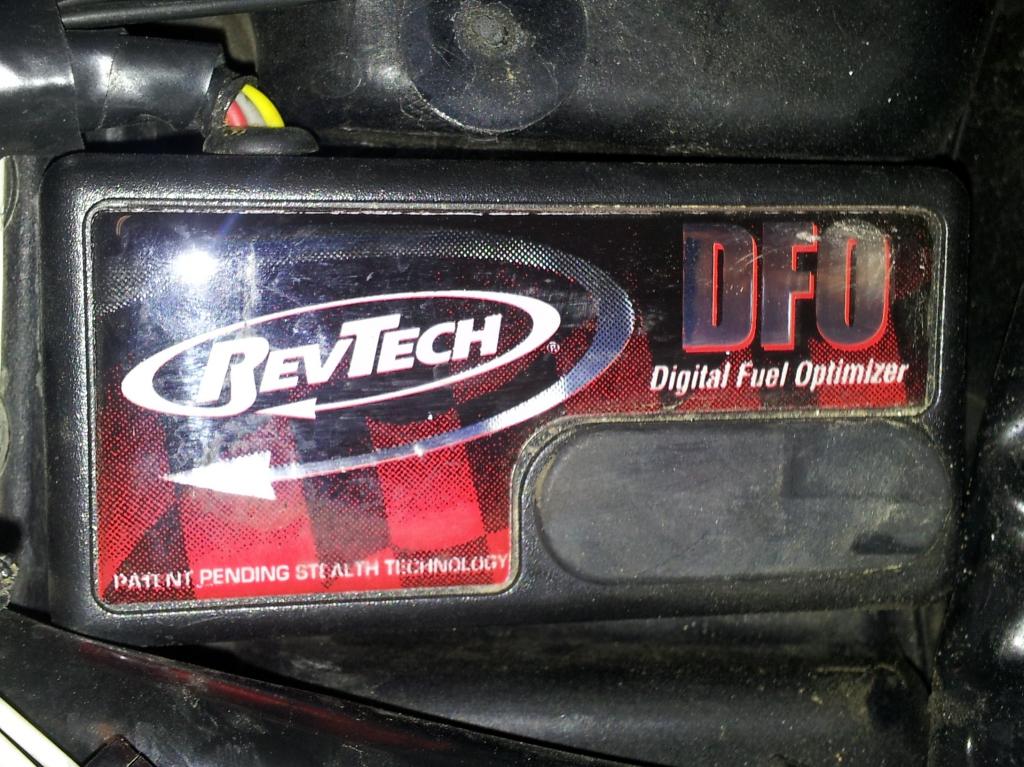 REVTECH®
DFO
Digital Fuel Optimizer
PATENT PENDING STEALTH TECHNOLOGY